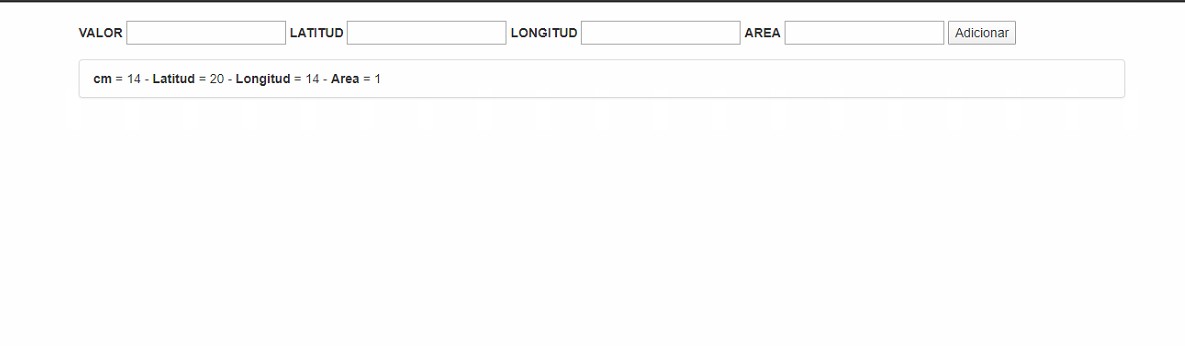 VALOR LATITUD LONGITUD AREA Adicionar
cm = 14 - Latitud = 20 - Longitud = 14 - Area = 1